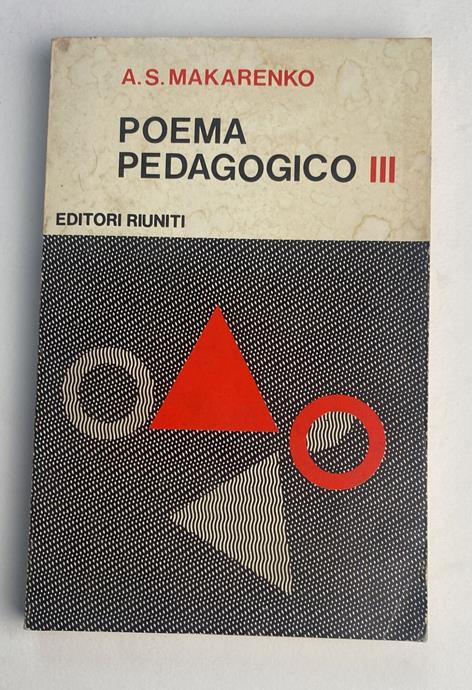 A.S. MAKARENKO
POEMA
PEDAGOGICO III
EDITORI RIUNITI